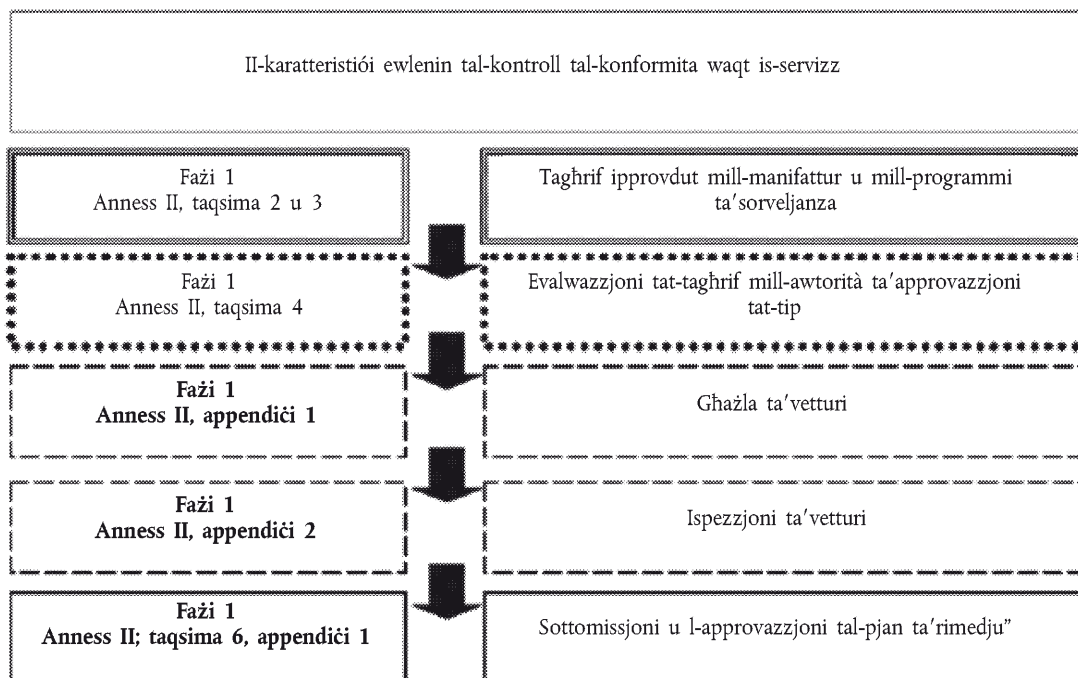 II-karatteristiói ewlenin tal-kontroll tal-konformita waqt is-servizz
Fażi 1
Anness II, taqsima 2 u 3
Tagħrif ipprovdut mill-manifattur u mill-programmi
ta′sorveljanza
Fażi 1
Anness II, taqsima 4
Evalwazzjoni tat-tagħrif mill-awtorità ta′approvazzjoni
tat-tip
Fażi 1
Anness II, appendiċi 1
Għażla ta′vetturi
Fażi 1
Anness II, appendiċi 2
Ispezzjoni ta′vetturi
Fażi 1
Anness II; taqsima 6, appendiċi 1
Sottomissjoni u l-approvazzjoni tal-pjan ta′rimedju”